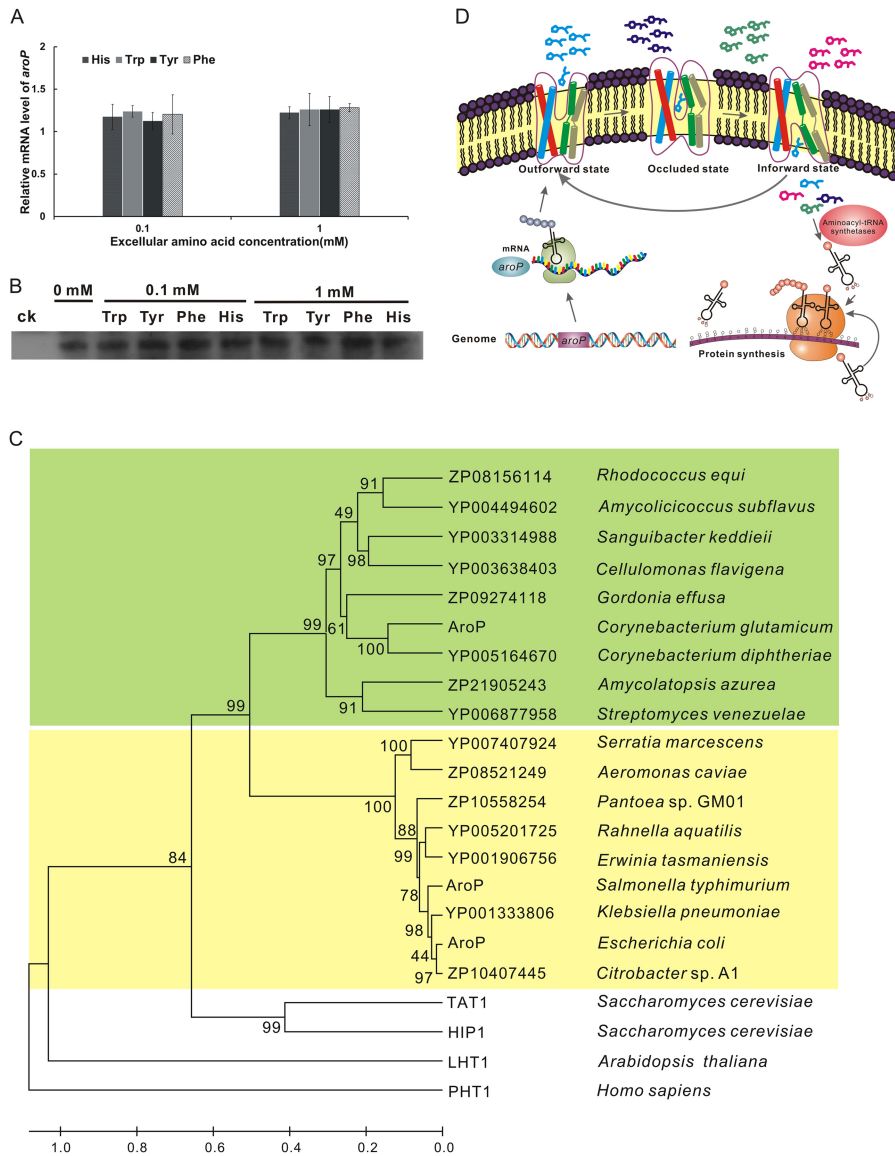 A
Relative mRNA level of aroP
2
1.5
1
0.5
0
His Trp Tyr Phe
0.1 1
Excellular amino acid concentration(mM)
B
0 mM 0.1 mM 1 mM
ck Trp Tyr Phe His Trp Tyr Phe His
D
Outforward state Occluded state Inforward state
mRNA
aroP
Aminoacyl-tRNA
synthetases
Genome aroP
Protein synthesis
C
ZP08156114 Rhodococcus equi
YP004494602 Amycolicicoccus subflavus
YP003314988 Sanguibacter keddieii
YP003638403 Cellulomonas flavigena
ZP09274118 Gordonia effusa
AroP Corynebacterium glutamicum
YP005164670 Corynebacterium diphtheriae
ZP21905243 Amycolatopsis azurea
YP006877958 Streptomyces venezuelae
YP007407924 Serratia marcescens
ZP08521249 Aeromonas caviae
ZP10558254 Pantoea sp. GM01
YP005201725 Rahnella aquatilis
YP001906756 Erwinia tasmaniensis
AroP Salmonella typhimurium
YP001333806 Klebsiella pneumoniae
AroP Escherichia coli
ZP10407445 Citrobacter sp. A1
TAT1 Saccharomyces cerevisiae
HIP1 Saccharomyces cerevisiae
LHT1 Arabidopsis thaliana
PHT1 Homo sapiens
91
49
98
97
61
100
99
91
99
100
100
88
99
78
98
44
97
84
99
1.0 0.8 0.6 0.4 0.2 0.0